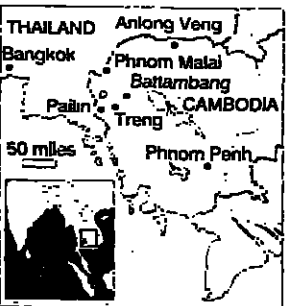 THAILAND
Anlong Veng
Bangkok
Phnom Malai
Battambang
Pailin
CAMBODIA
Treng
50 miles
Phnom Penh